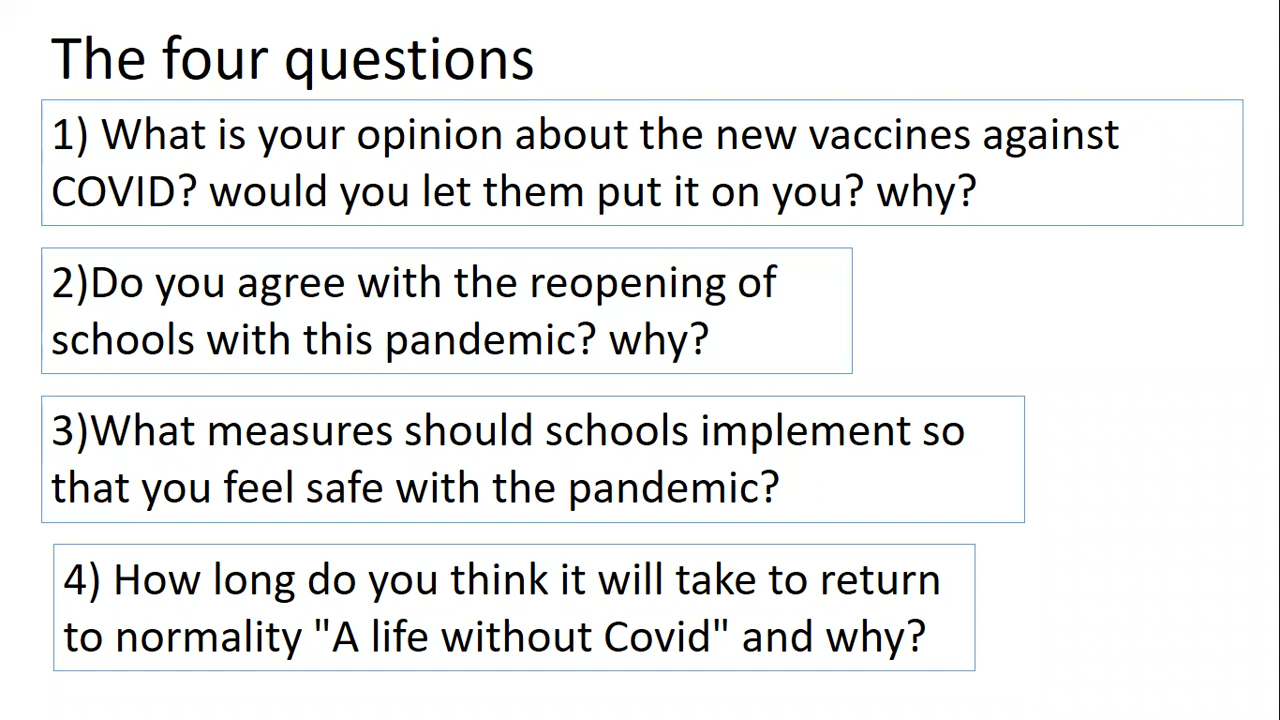 The four questions
1) What is your opinion about the new vaccines against
COVID? would you let them put it on you? why?
2)Do you agree with the reopening of
schools with this pandemic? why?
3)What measures should schools implement so
that you feel safe with the pandemic?
4) How long do you think it will take to return
to normality "A life without Covid" and why?